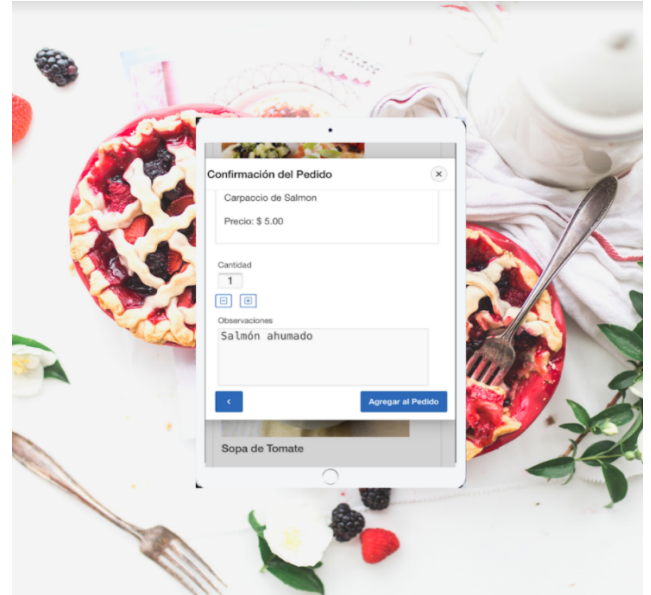 Confirmación del Pedido
Carpaccio de Salmon
Precio: $ 5.00
Cantidad
1
Observaciones
Salmón ahumado
Agregar al Pedido
Sopa de Tomate